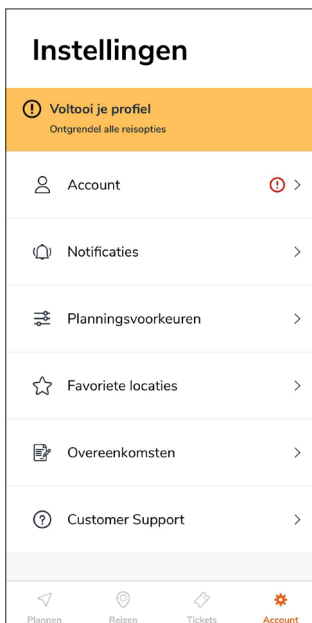 Instellingen
Voltooi je profiel
Ontgrendel alle reisopties
Account
Notificaties
Planningsvoorkeuren
Favoriete locaties
Overeenkomsten
Customer Support
Plannen Reizen Tickets Account